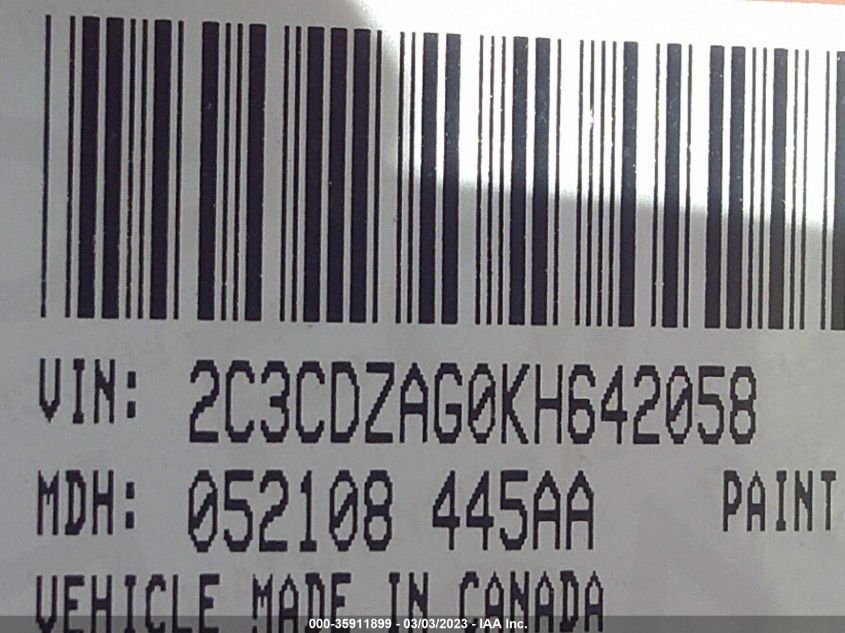 VIN: 2C3CDZAG0KH642058
MDH: 052108 445AA PAINT
VEHICLE MADE IN CANADA
000-35911899 - 03/03/2023 - IAA Inc.